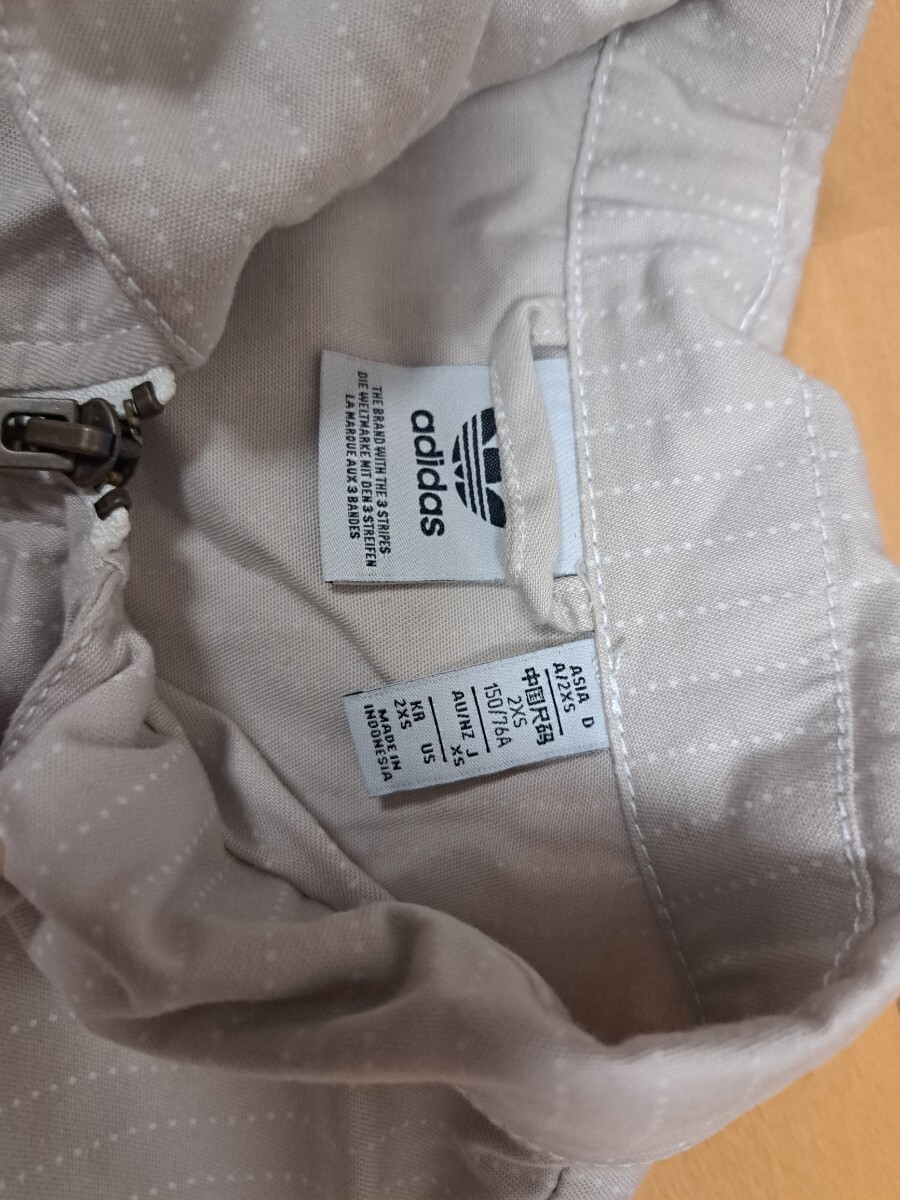 adidas
THE BRAND WITH THE 3 STRIPES
DIE WELTMARKE MIT DEN 3 STREIFEN
LA MARQUE AUX 3 BANDES
ASIA D
A/2XS
中国尺码
2XS
150/76A
AU/NZ J
XS
KR US
2XS
MADE IN
INDONESIA